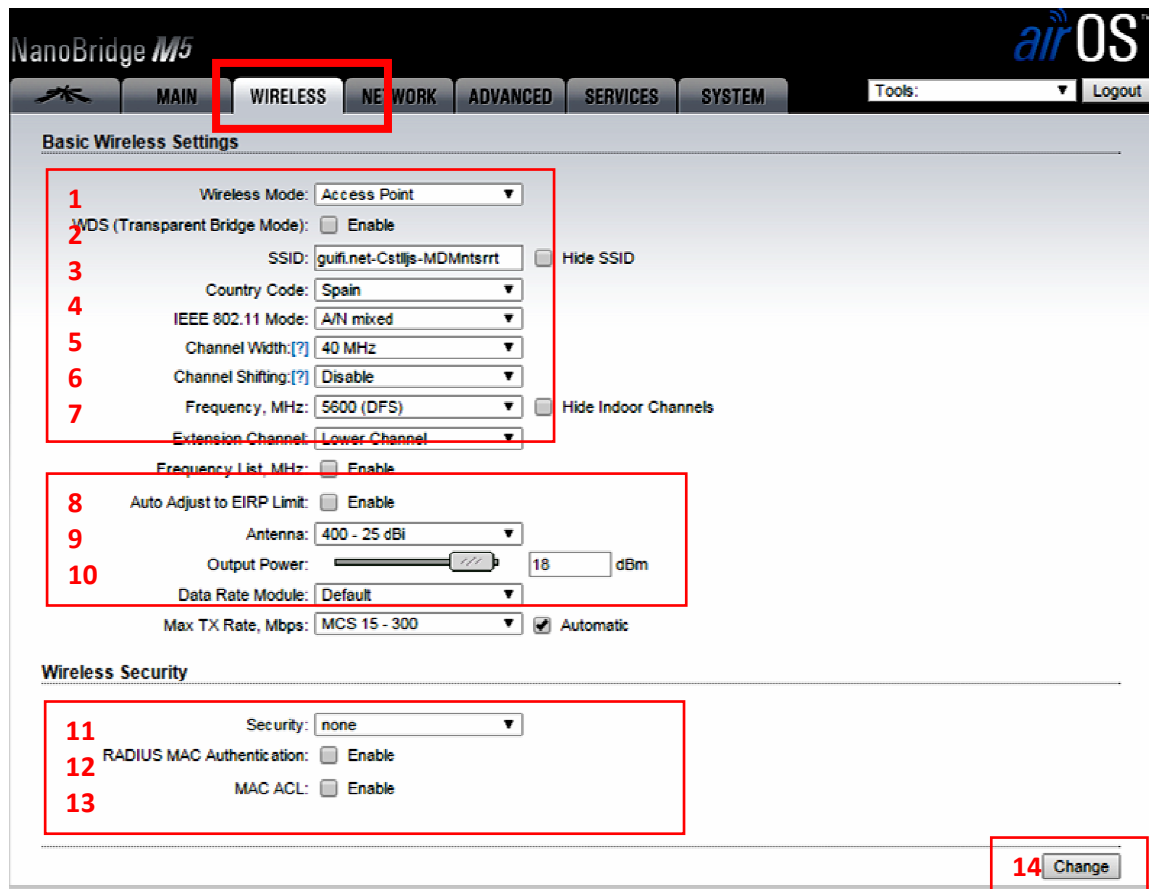 NanoBridge M5
airOS™
MAIN WIRELESS NETWORK ADVANCED SERVICES SYSTEM Tools: Logout
Basic Wireless Settings
1 Wireless Mode: Access Point
2 WDS (Transparent Bridge Mode): Enable
3 SSID: guifi.net-Cstlljs-MDMntsrrt Hide SSID
4 Country Code: Spain
IEEE 802.11 Mode: A/N mixed
5 Channel Width:[?] 40 MHz
6 Channel Shifting:[?] Disable
7 Frequency, MHz: 5600 (DFS) Hide Indoor Channels
Extension Channel: Lower Channel
Frequency List, MHz: Enable
8 Auto Adjust to EIRP Limit: Enable
9 Antenna: 400 - 25 dBi
10 Output Power: 18 dBm
Data Rate Module: Default
Max TX Rate, Mbps: MCS 15 - 300 Automatic
Wireless Security
11 Security: none
12 RADIUS MAC Authentication: Enable
13 MAC ACL: Enable
14 Change